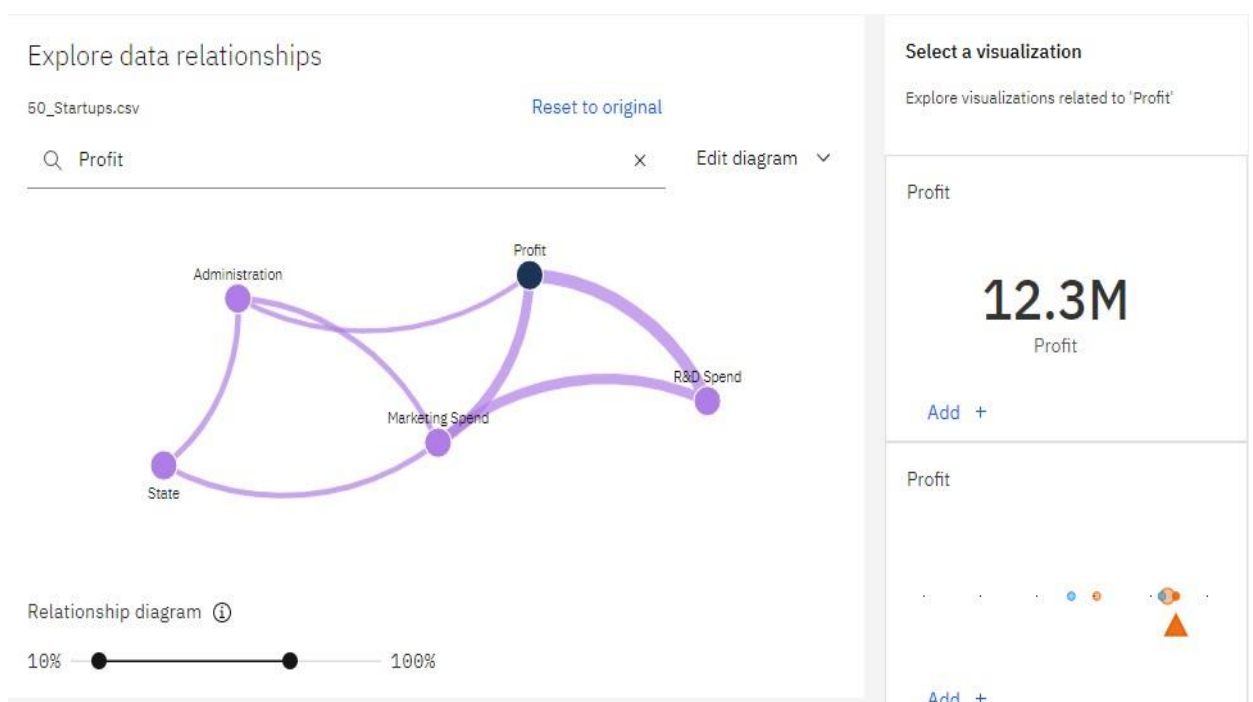 Explore data relationships
50_Startups.csv
Reset to original
Profit
Edit diagram
Profit
Administration
R&D Spend
Marketing Spend
State
Relationship diagram
10%
100%
Select a visualization
Explore visualizations related to 'Profit'
Profit
12.3M
Profit
Add +
Profit
Add +